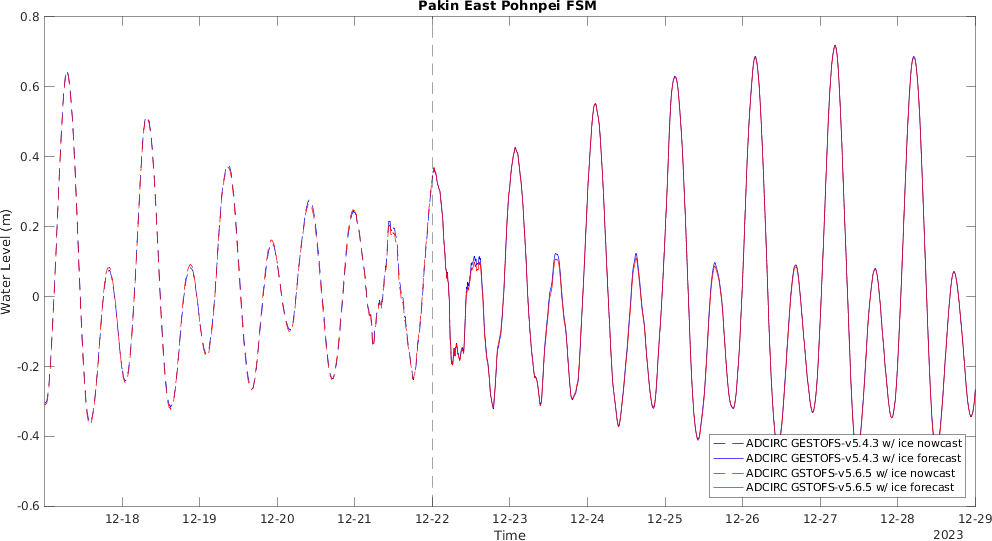 Pakin East Pohnpei FSM
0.8
0.6
0.4
0.2
0
-0.2
-0.4
-0.6
Water Level (m)
12-18 12-19 12-20 12-21 12-22 12-23 12-24 12-25 12-26 12-27 12-28 12-29
Time
2023
ADCIRC GESTOFS-v5.4.3 w/ ice nowcast
ADCIRC GESTOFS-v5.4.3 w/ ice forecast
ADCIRC GSTOFS-v5.6.5 w/ ice nowcast
ADCIRC GSTOFS-v5.6.5 w/ ice forecast